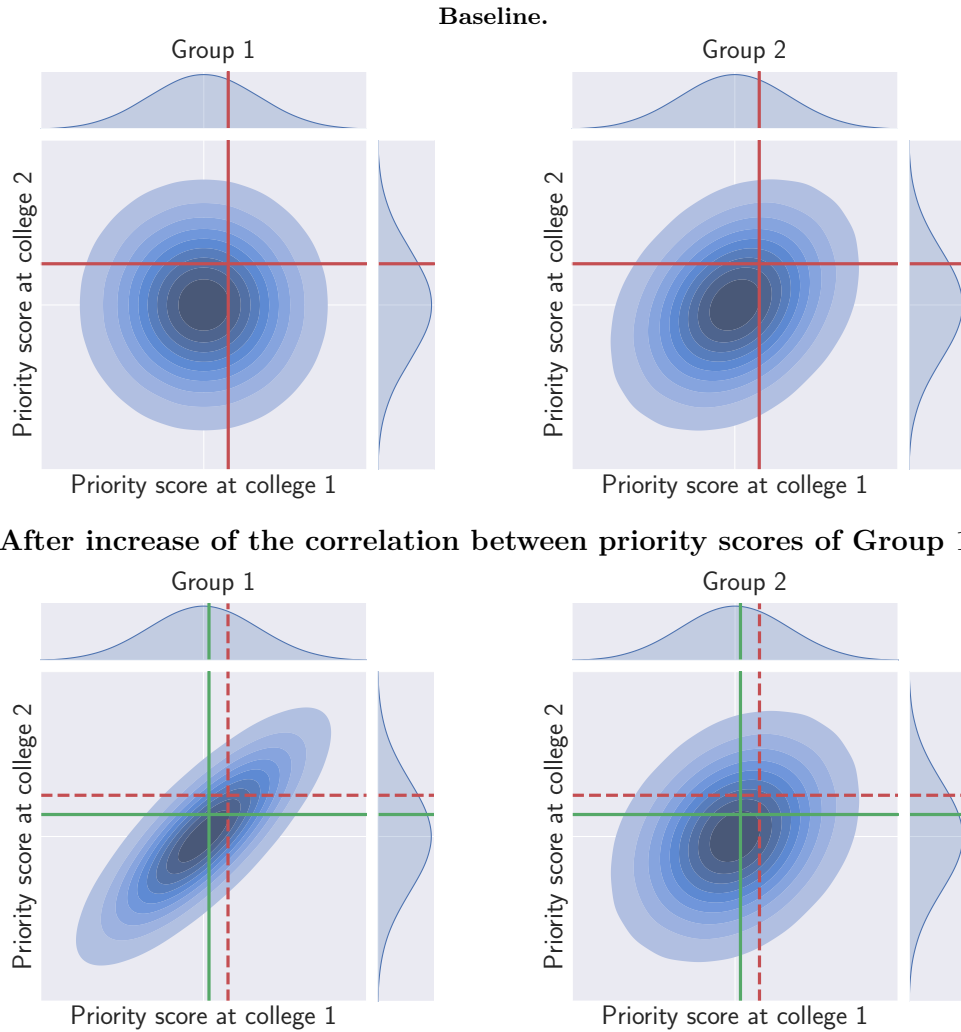 Baseline.
Group 1
Group 2
Priority score at college 2
Priority score at college 2
Priority score at college 1
Priority score at college 1
After increase of the correlation between priority scores of Group 1
Group 1
Group 2
Priority score at college 2
Priority score at college 2
Priority score at college 1
Priority score at college 1